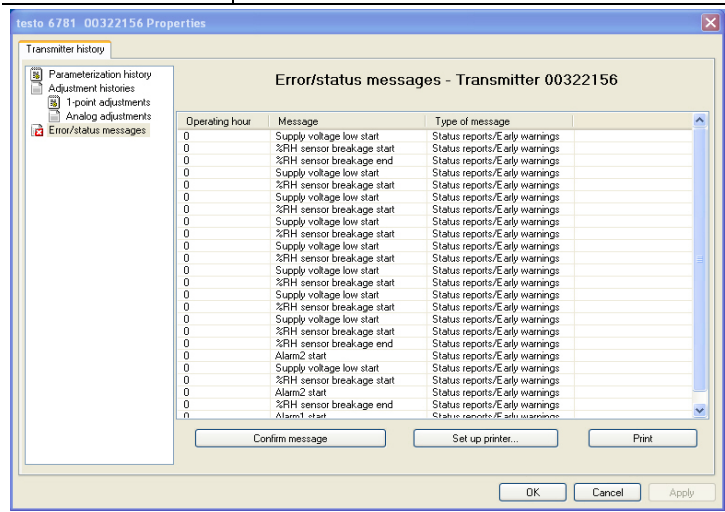 testo 6781 00322156 Properties
Transmitter history
Parameterization history
Adjustment histories
1-point adjustments
Analog adjustments
Error/status messages
Error/status messages - Transmitter 00322156
Operating hour Message Type of message
0 Supply voltage low start Status reports/Early warnings
0 %RH sensor breakage start Status reports/Early warnings
0 %RH sensor breakage end Status reports/Early warnings
0 Supply voltage low start Status reports/Early warnings
0 %RH sensor breakage start Status reports/Early warnings
0 Supply voltage low start Status reports/Early warnings
0 %RH sensor breakage start Status reports/Early warnings
0 Supply voltage low start Status reports/Early warnings
0 %RH sensor breakage start Status reports/Early warnings
0 Supply voltage low start Status reports/Early warnings
0 %RH sensor breakage start Status reports/Early warnings
0 Supply voltage low start Status reports/Early warnings
0 %RH sensor breakage start Status reports/Early warnings
0 Supply voltage low start Status reports/Early warnings
0 %RH sensor breakage start Status reports/Early warnings
0 Supply voltage low start Status reports/Early warnings
0 %RH sensor breakage start Status reports/Early warnings
0 %RH sensor breakage end Status reports/Early warnings
0 Alarm2 start Status reports/Early warnings
0 Supply voltage low start Status reports/Early warnings
0 %RH sensor breakage start Status reports/Early warnings
0 Alarm2 start Status reports/Early warnings
0 %RH sensor breakage end Status reports/Early warnings
0 Alarm1 start Status reports/Early warnings
Confirm message Set up printer... Print
OK Cancel Apply